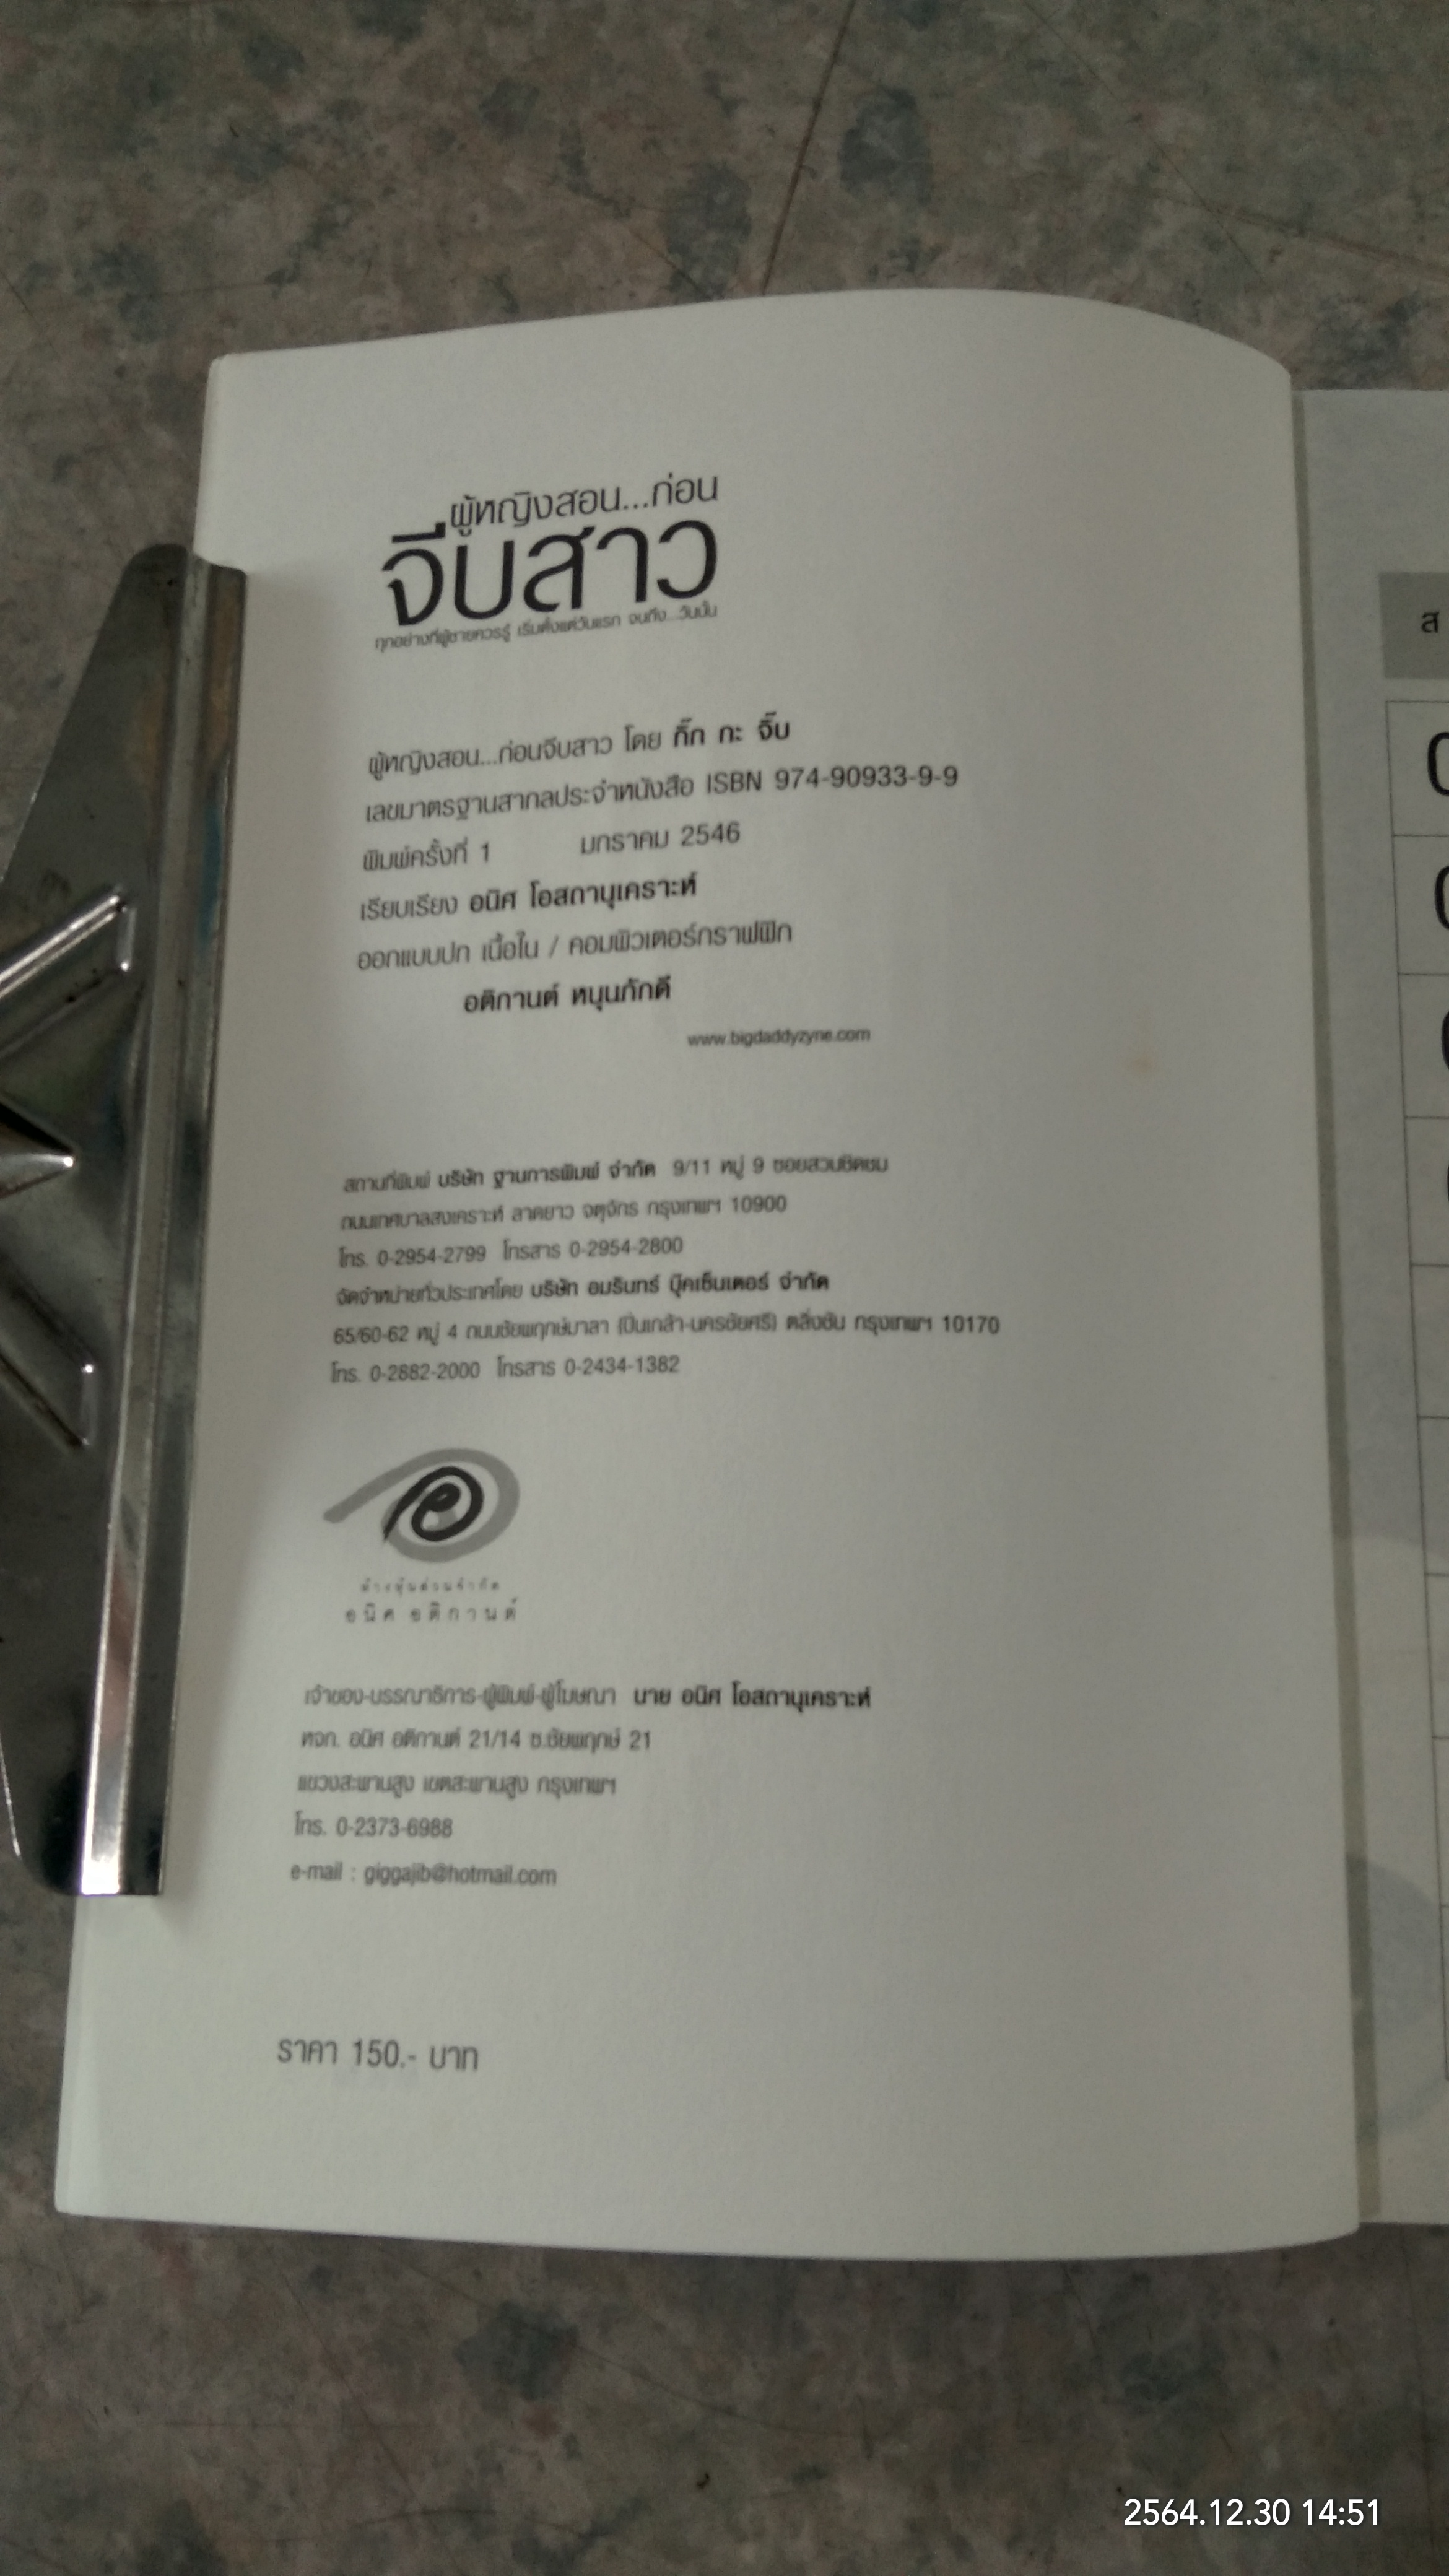 ผู้หญิงสอน...ก่อน
จีบสาว
ทุกอย่างที่ผู้ชายควรรู้ เริ่มตั้งแต่วันแรก จนถึง...วันนั้น
ผู้หญิงสอน...ก่อนจีบสาว โดย กิ๊ก กะ จิ๊บ
เลขมาตรฐานสากลประจำหนังสือ ISBN 974-90933-9-9
พิมพ์ครั้งที่ 1 มกราคม 2546
เรียบเรียง อนิศ โอสถานุเคราะห์
ออกแบบปก เนื้อใน / คอมพิวเตอร์กราฟฟิก
อติกานต์ หนุนภักดี
www.bigdaddyzyne.com
สถานที่พิมพ์ บริษัท ฐานการพิมพ์ จำกัด 9/11 หมู่ 9 ซอยสวนชิดชม
ถนนเทศบาลสงเคราะห์ ลาดยาว จตุจักร กรุงเทพฯ 10900
โทร. 0-2954-2799 โทรสาร 0-2954-2800
จัดจำหน่ายทั่วประเทศโดย บริษัท อมรินทร์ บุ๊คเซ็นเตอร์ จำกัด
65/60-62 หมู่ 4 ถนนชัยพฤกษ์มาลา (ปิ่นเกล้า-นครชัยศรี) ตลิ่งชัน กรุงเทพฯ 10170
โทร. 0-2882-2000 โทรสาร 0-2434-1382
ห้างหุ้นส่วนจำกัด
อนิศ อติกานต์
เจ้าของ-บรรณาธิการ-ผู้พิมพ์-ผู้โฆษณา นาย อนิศ โอสถานุเคราะห์
หจก. อนิศ อติกานต์ 21/14 ซ.ชัยพฤกษ์ 21
แขวงสะพานสูง เขตสะพานสูง กรุงเทพฯ
โทร. 0-2373-6988
e-mail : giggajib@hotmail.com
ราคา 150.- บาท
ส
2564.12.30 14:51